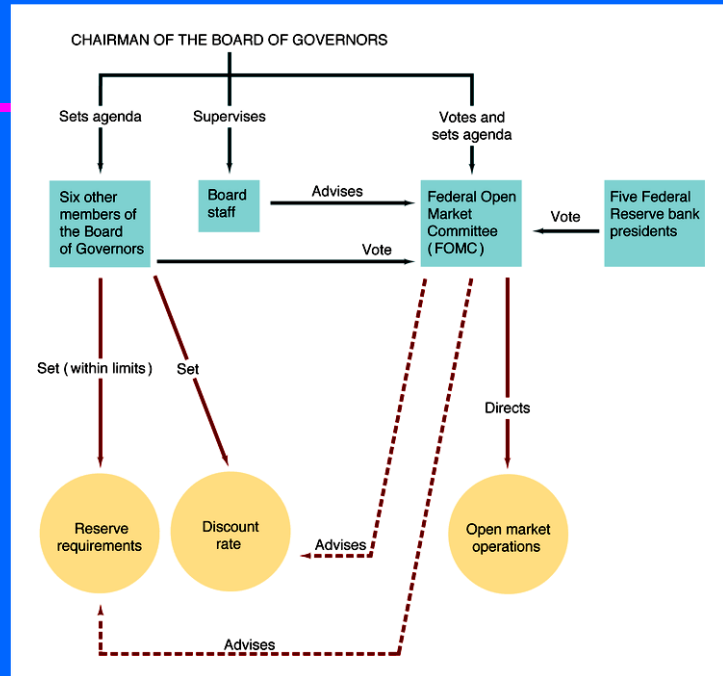 CHAIRMAN OF THE BOARD OF GOVERNORS
Sets agenda
Supervises
Votes and
sets agenda
Six other
members of
the Board
of Governors
Board
staff
Advises
Federal Open
Market
Committee
(FOMC)
Vote
Five Federal
Reserve bank
presidents
Vote
Set (within limits)
Set
Directs
Reserve
requirements
Discount
rate
Advises
Open market
operations
Advises